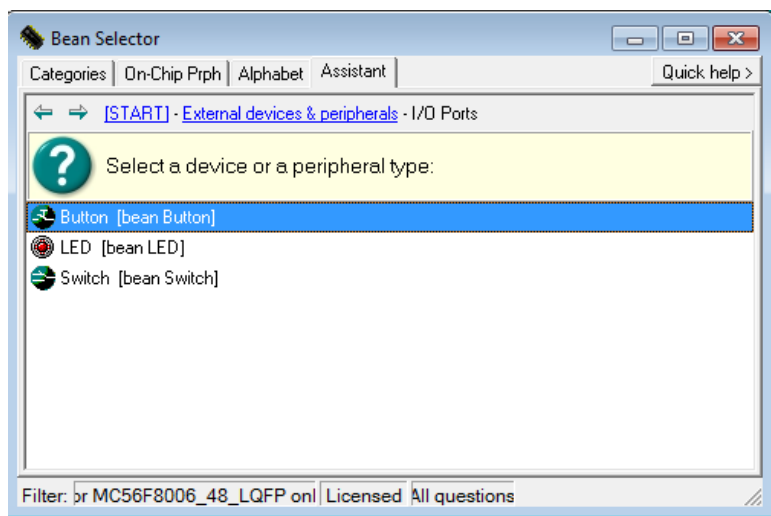 Bean Selector
Categories On-Chip Prph Alphabet Assistant Quick help >
[START] - External devices & peripherals - I/O Ports
? Select a device or a peripheral type:
Button [bean Button]
LED [bean LED]
Switch [bean Switch]
Filter: or MC56F8006_48_LQFP onl Licensed All questions